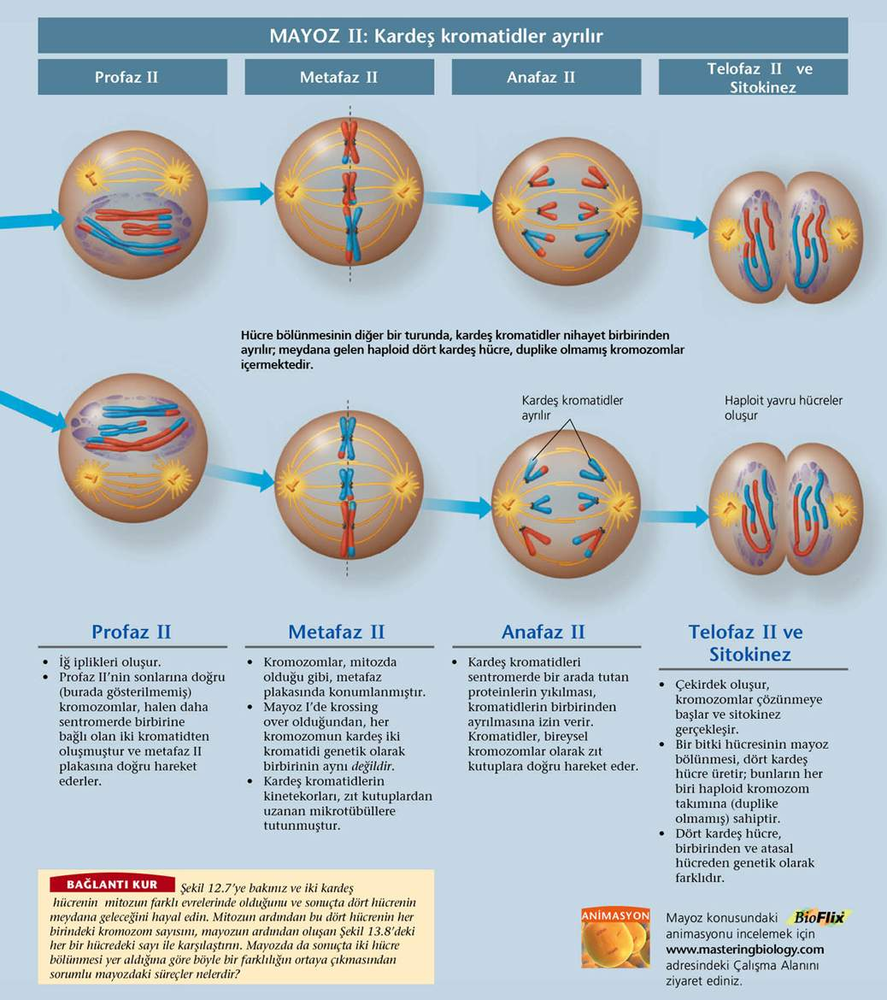 MAYOZ II: Kardeş kromatidler ayrılır
Profaz II
Metafaz II
Anafaz II
Telofaz II ve
Sitokinez
Hücre bölünmesinin diğer bir turunda, kardeş kromatidler nihayet birbirinden
ayrılır; meydana gelen haploid dört kardeş hücre, duplike olmamış kromozomlar
içermektedir.
Kardeş kromatidler
ayrılır
Haploit yavru hücreler
oluşur
Profaz II
• İğ iplikleri oluşur.
• Profaz II’nin sonlarına doğru
(burada gösterilmemiş)
kromozomlar, halen daha
sentromerde birbirine
bağlı olan iki kromatidten
oluşmuştur ve metafaz II
plakasına doğru hareket
ederler.
Metafaz II
• Kromozomlar, mitozda
olduğu gibi, metafaz
plakasında konumlanmıştır.
• Mayoz I’de krossing
over olduğundan, her
kromozomun kardeş iki
kromatidi genetik olarak
birbirinin aynı değildir.
• Kardeş kromatidlerin
kinetekorları, zıt kutuplardan
uzanan mikrotübüllere
tutunmuştur.
Anafaz II
• Kardeş kromatidleri
sentromerde bir arada tutan
proteinlerin yıkılması,
kromatidlerin birbirinden
ayrılmasına izin verir.
Kromatidler, bireysel
kromozomlar olarak zıt
kutuplara doğru hareket eder.
Telofaz II ve
Sitokinez
• Çekirdek oluşur,
kromozomlar çözünmeye
başlar ve sitokinez
gerçekleşir.
• Bir bitki hücresinin mayoz
bölünmesi, dört kardeş
hücre üretir; bunların her
biri haploid kromozom
takımına (duplike
olmamış) sahiptir.
• Dört kardeş hücre,
birbirinden ve atasal
hücreden genetik olarak
farklıdır.
BAĞLANTI KUR Şekil 12.7’ye bakınız ve iki kardeş
hücrenin mitozun farklı evrelerinde olduğunu ve sonuçta dört hücrenin
meydana geleceğini hayal edin. Mitozun ardından bu dört hücrenin her
birindeki kromozom sayısını, mayozun ardından oluşan Şekil 13.8’deki
her bir hücredeki sayı ile karşılaştırın. Mayozda da sonuçta iki hücre
bölünmesi yer aldığına göre böyle bir farklılığın ortaya çıkmasından
sorumlu mayozdaki süreçler nelerdir?
ANİMASYON
Mayoz konusundaki BioFlix
animasyonu incelemek için
www.masteringbiology.com
adresindeki Çalışma Alanını
ziyaret ediniz.